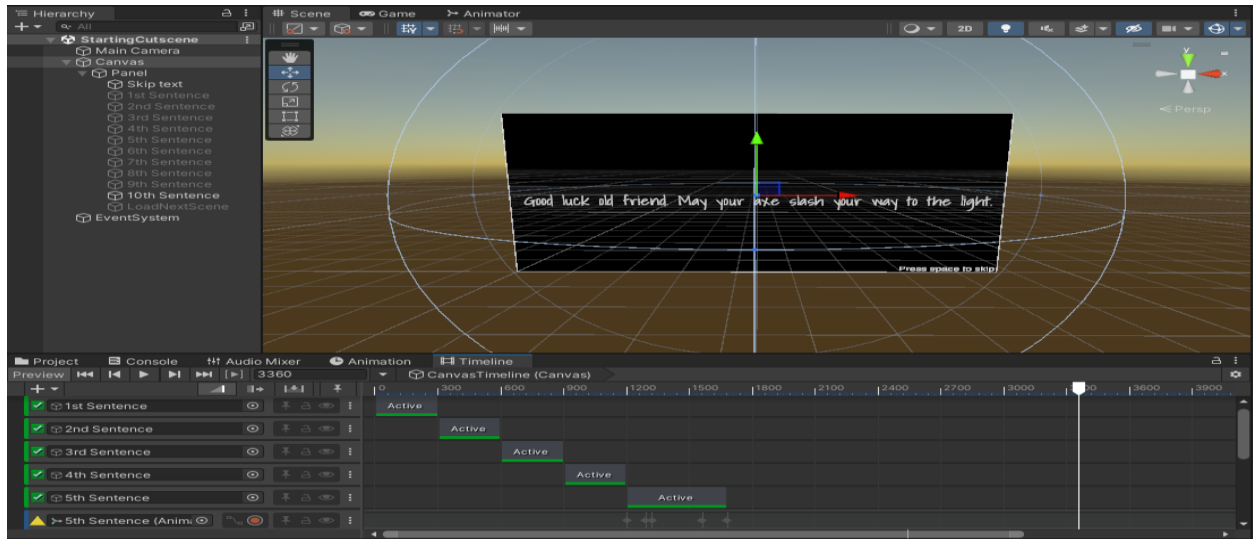 Hierarchy
All
StartingCutscene
Main Camera
Canvas
Panel
Skip text
1st Sentence
2nd Sentence
3rd Sentence
4th Sentence
5th Sentence
6th Sentence
7th Sentence
8th Sentence
9th Sentence
10th Sentence
LoadNextScene
EventSystem
Scene Game Animator
2D
y
x
Persp
Good luck old friend. May your axe slash your way to the light.
Press space to skip
Project Console Audio Mixer Animation Timeline
Preview 3360 CanvasTimeline (Canvas)
0 300 600 900 1200 1500 1800 2100 2400 2700 3000 3600 3900
1st Sentence Active
2nd Sentence Active
3rd Sentence Active
4th Sentence Active
5th Sentence Active
5th Sentence (Anim